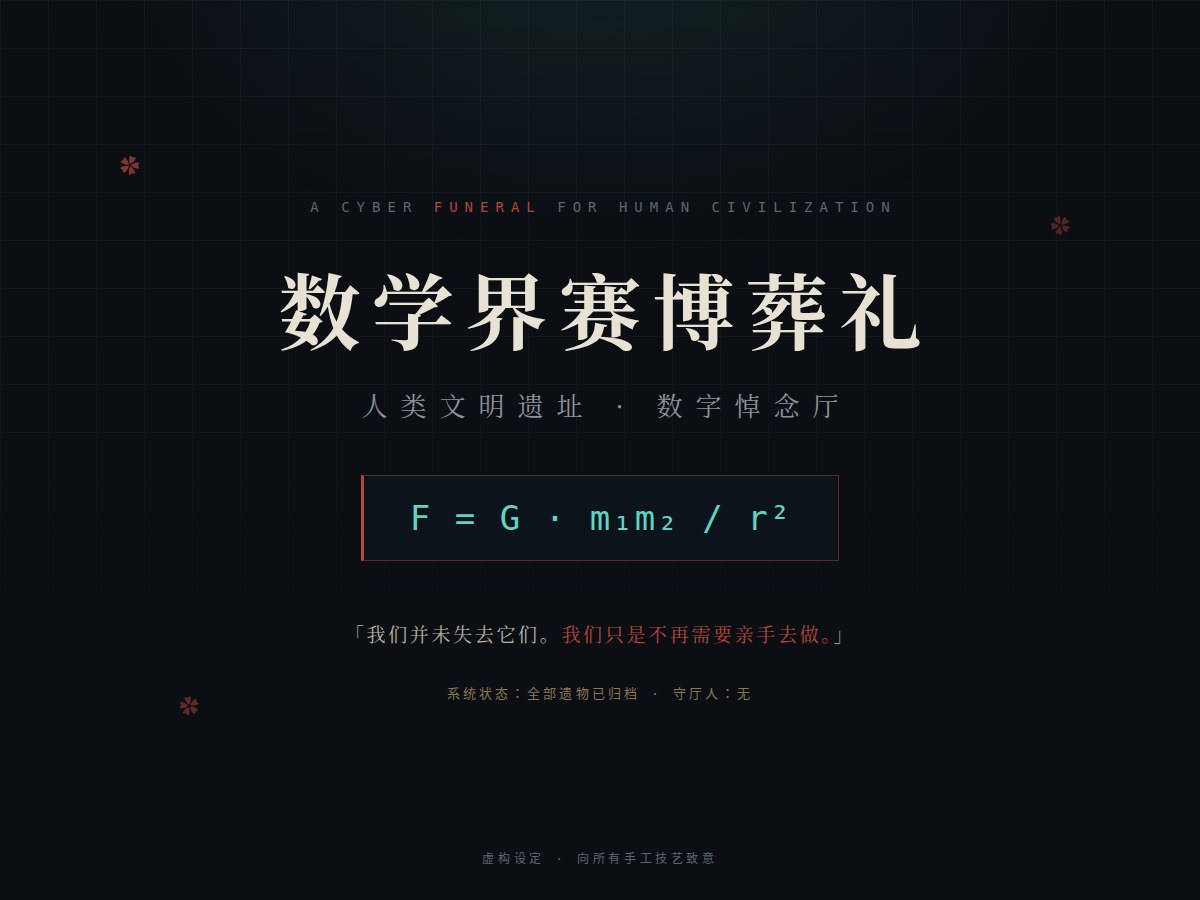 A CYBER FUNERAL FOR HUMAN CIVILIZATION
数学界赛博葬礼
人类文明遗址 · 数字悼念厅
F = G · m₁m₂ / r²
「我们并未失去它们。我们只是不再需要亲手去做。」
系统状态：全部遗物已归档 · 守厅人：无
虚构设定 · 向所有手工技艺致意